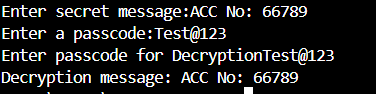 Enter secret message:ACC No: 66789
Enter a passcode:Test@123
Enter passcode for DecryptionTest@123
Decryption message: ACC No: 66789